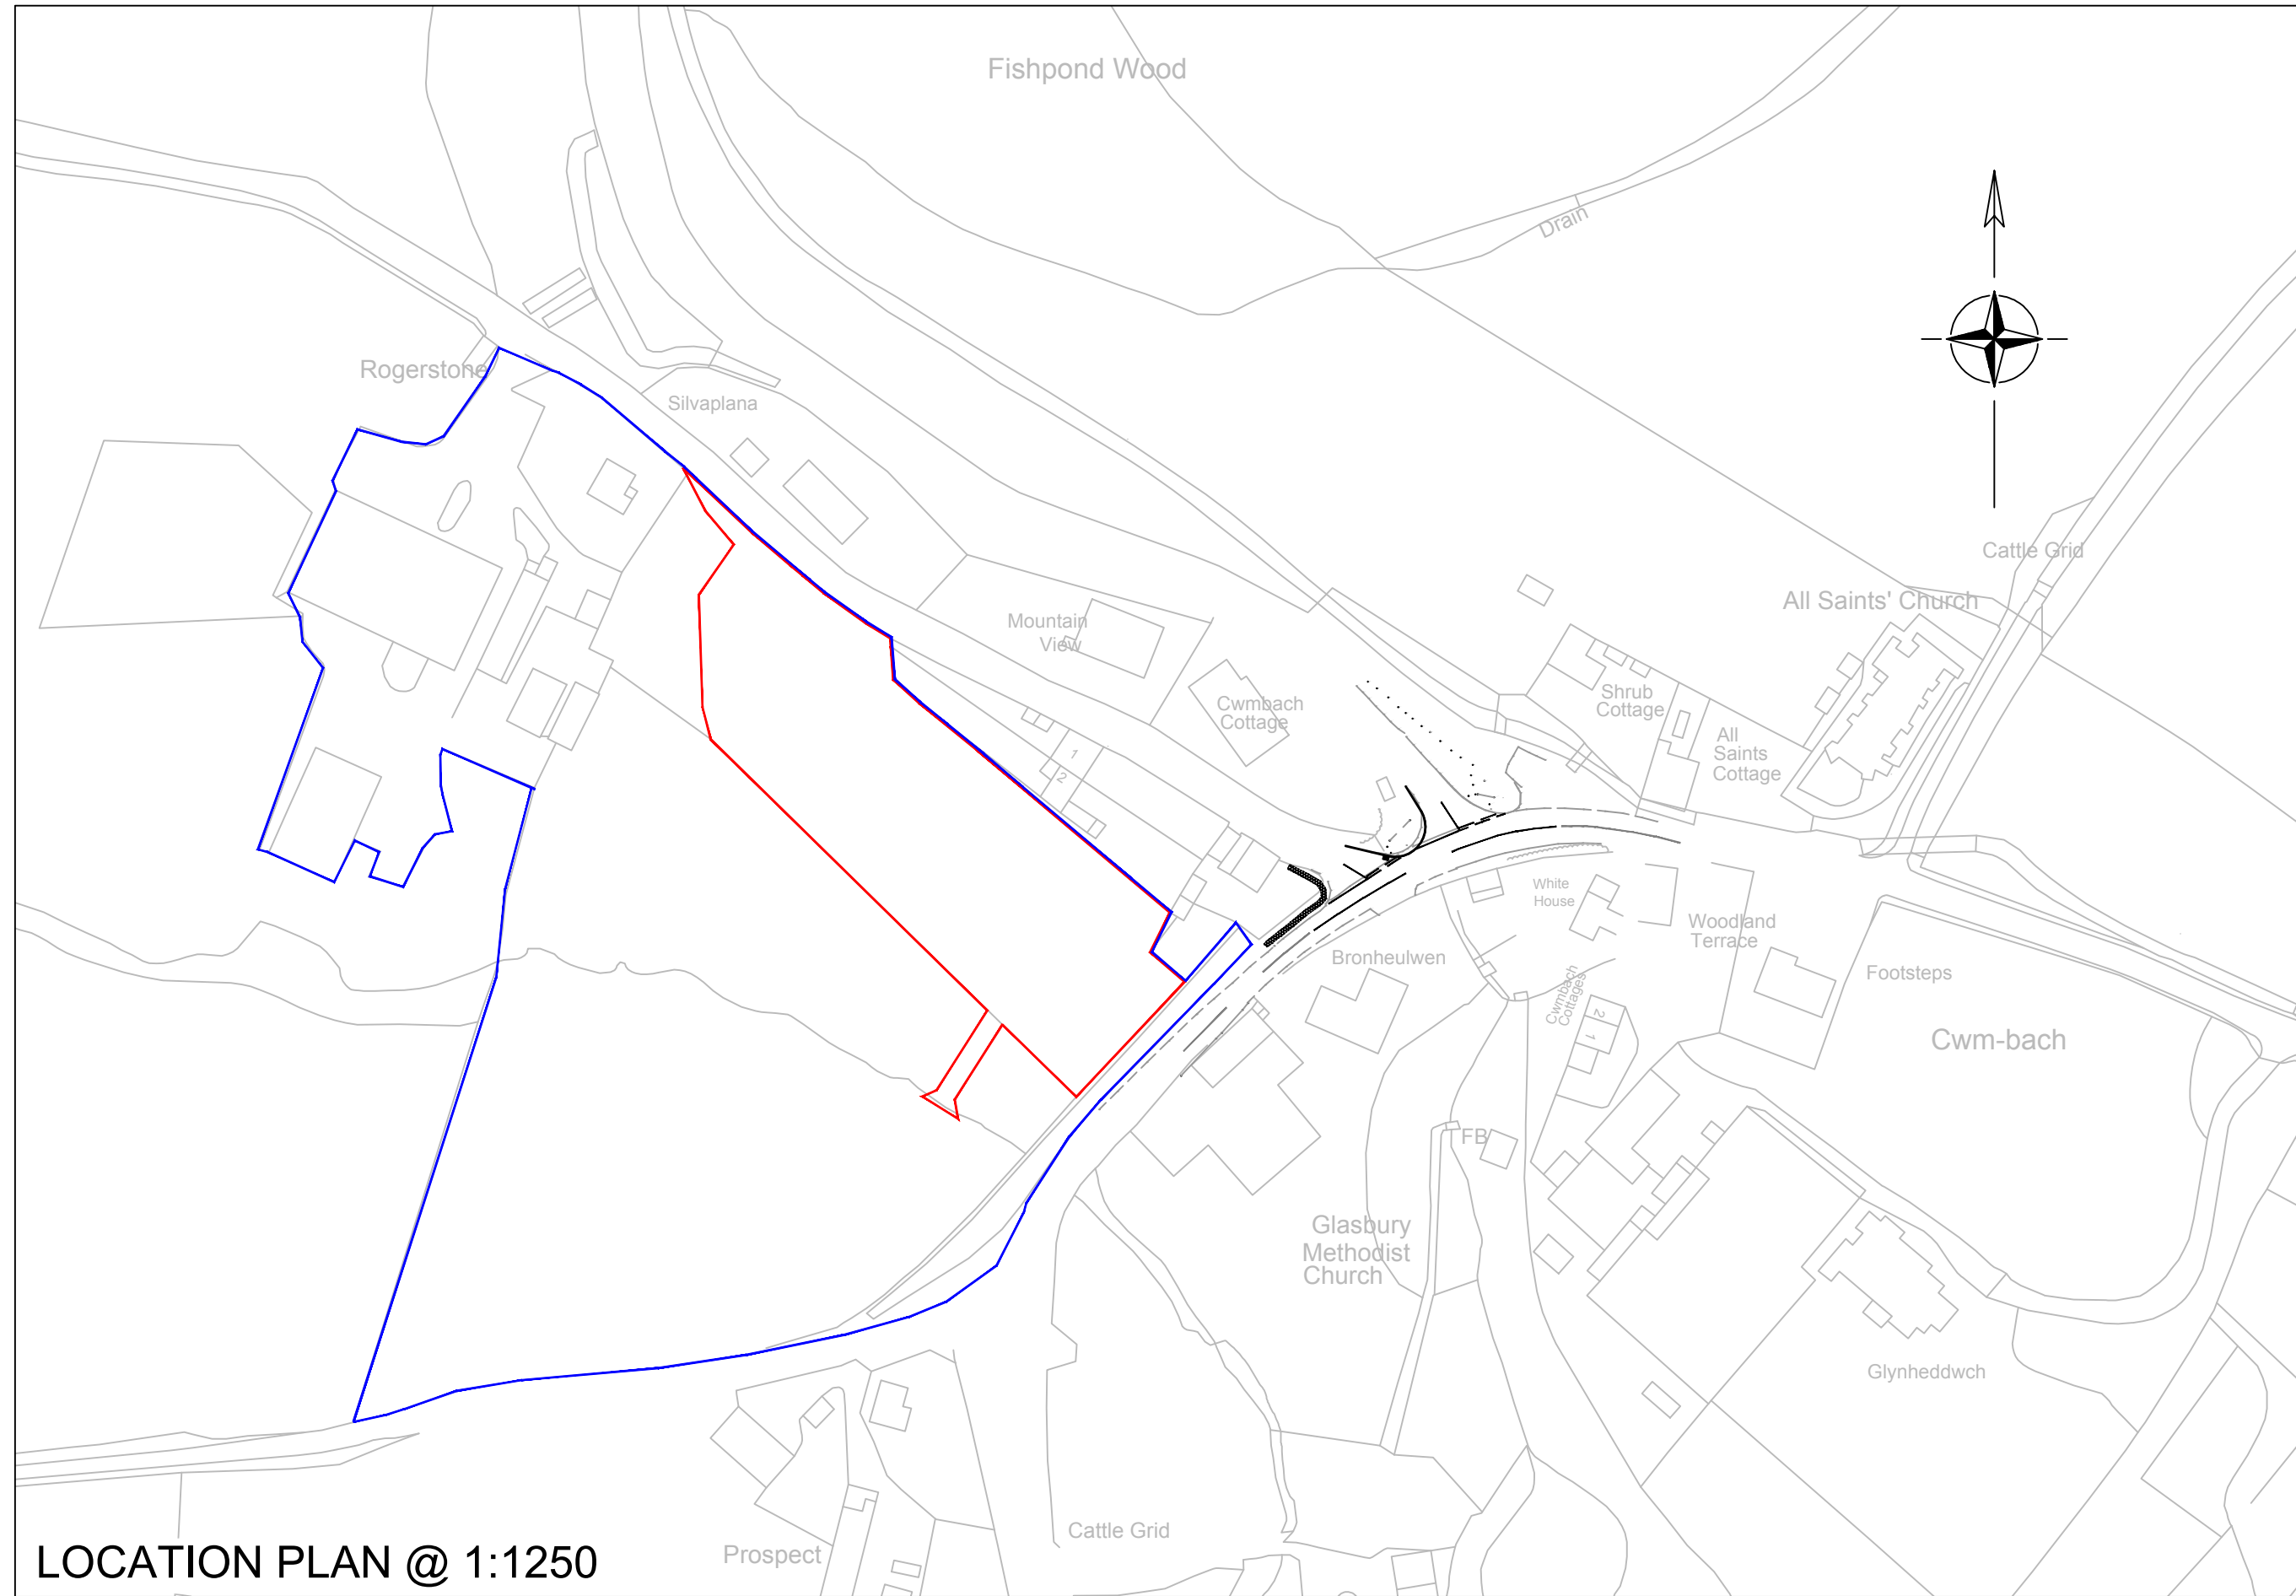 Fishpond Wood
Drain
Rogerstone
Silvaplana
Cattle Grid
All Saints' Church
Mountain
View
Cwmbach
Cottage
Shrub
Cottage
All
Saints
Cottage
1
2
White
House
Woodland
Terrace
Bronheulwen
Footsteps
Cwmbach
Cottages
2
1
Cwm-bach
FB
Glasbury
Methodist
Church
Glynheddwch
Cattle Grid
Prospect
LOCATION PLAN @ 1:1250